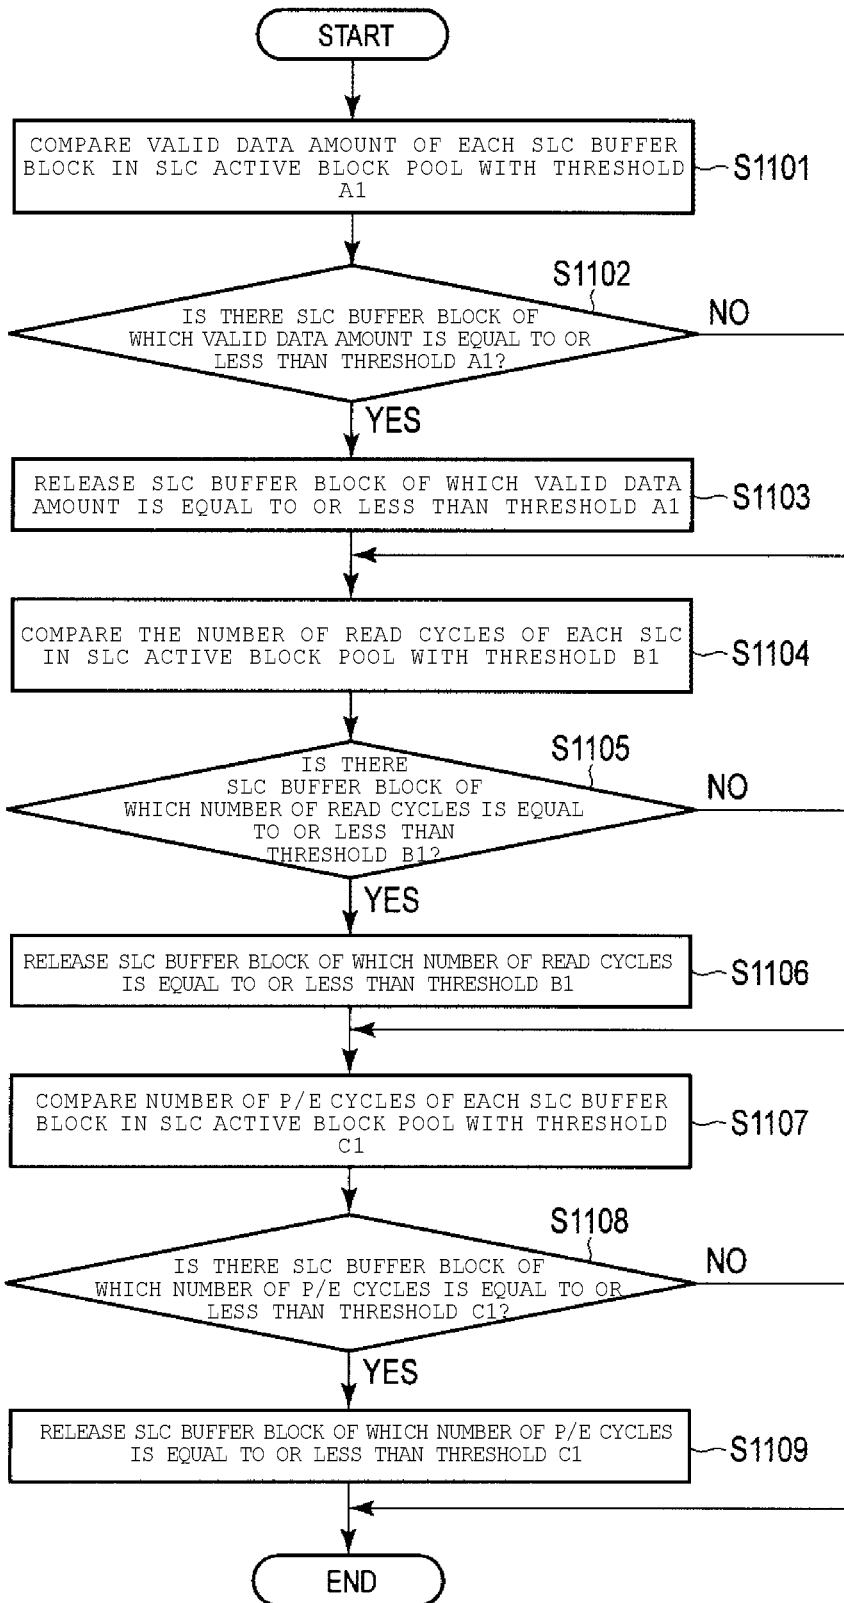 START
COMPARE VALID DATA AMOUNT OF EACH SLC BUFFER
BLOCK IN SLC ACTIVE BLOCK POOL WITH THRESHOLD
A1
S1101
S1102
IS THERE SLC BUFFER BLOCK OF
WHICH VALID DATA AMOUNT IS EQUAL TO OR
LESS THAN THRESHOLD A1?
NO
YES
RELEASE SLC BUFFER BLOCK OF WHICH VALID DATA
AMOUNT IS EQUAL TO OR LESS THAN THRESHOLD A1
S1103
COMPARE THE NUMBER OF READ CYCLES OF EACH SLC
IN SLC ACTIVE BLOCK POOL WITH THRESHOLD B1
S1104
S1105
IS THERE
SLC BUFFER BLOCK OF
WHICH NUMBER OF READ CYCLES IS EQUAL
TO OR LESS THAN
THRESHOLD B1?
NO
YES
RELEASE SLC BUFFER BLOCK OF WHICH NUMBER OF READ CYCLES
IS EQUAL TO OR LESS THAN THRESHOLD B1
S1106
COMPARE NUMBER OF P/E CYCLES OF EACH SLC BUFFER
BLOCK IN SLC ACTIVE BLOCK POOL WITH THRESHOLD
C1
S1107
S1108
IS THERE SLC BUFFER BLOCK OF
WHICH NUMBER OF P/E CYCLES IS EQUAL TO OR
LESS THAN THRESHOLD C1?
NO
YES
RELEASE SLC BUFFER BLOCK OF WHICH NUMBER OF P/E CYCLES
IS EQUAL TO OR LESS THAN THRESHOLD C1
S1109
END